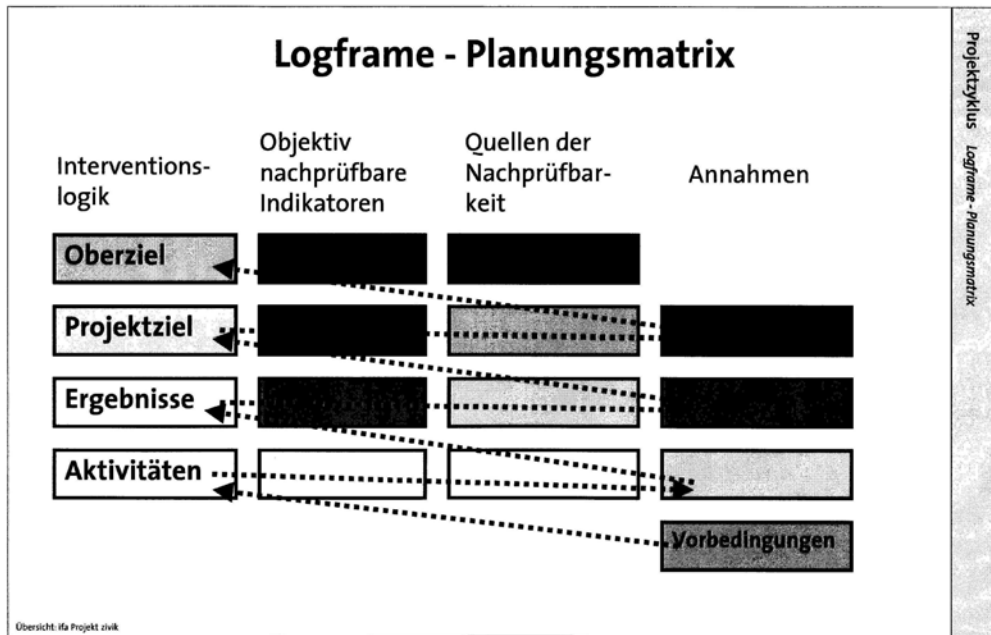 Logframe - Planungsmatrix
Interventions-
logik
Objektiv
nachprüfbare
Indikatoren
Quellen der
Nachprüfbar-
keit
Annahmen
Oberziel
Projektziel
Ergebnisse
Aktivitäten
Vorbedingungen
Übersicht: ifa Projekt zivik
Projektzyklus Logframe - Planungsmatrix